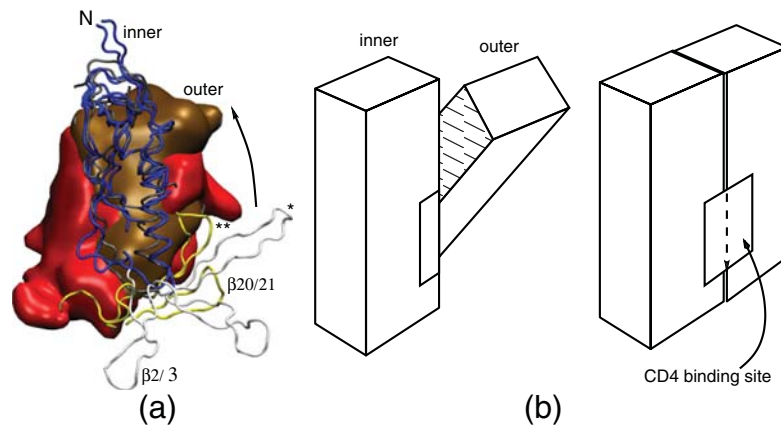 N
inner
outer
*
**
β20/21
β2/3
(a)
inner
outer
CD4 binding site
(b)